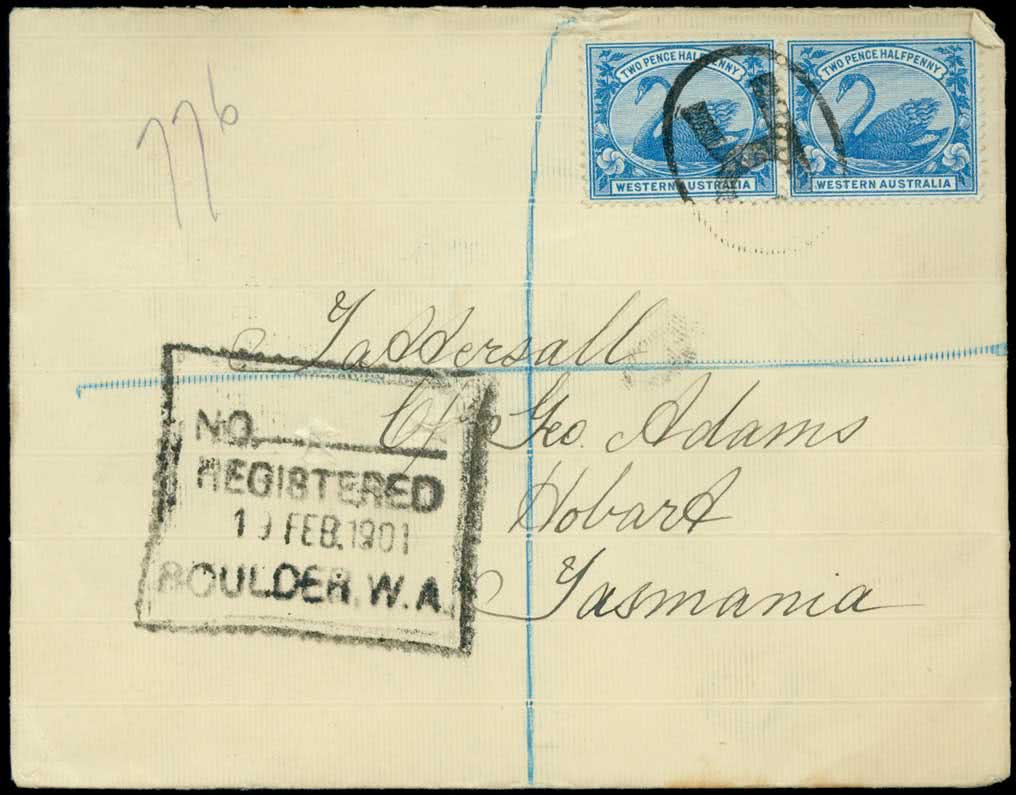 TWO PENCE HALFPENNY
WESTERN AUSTRALIA
TWO PENCE HALFPENNY
WESTERN AUSTRALIA
776
Tattersall
C/o Geo. Adams
Hobart
Tasmania
NO.
REGISTERED
19 FEB. 1901
BOULDER. W.A.